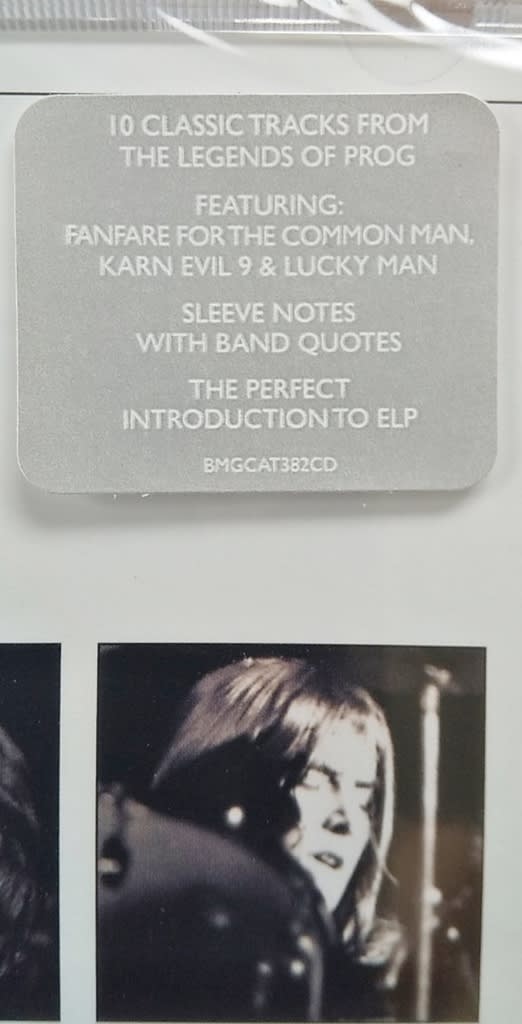 10 CLASSIC TRACKS FROM
THE LEGENDS OF PROG
FEATURING:
FANFARE FOR THE COMMON MAN,
KARN EVIL 9 & LUCKY MAN
SLEEVE NOTES
WITH BAND QUOTES
THE PERFECT
INTRODUCTION TO ELP
BMGCAT382CD